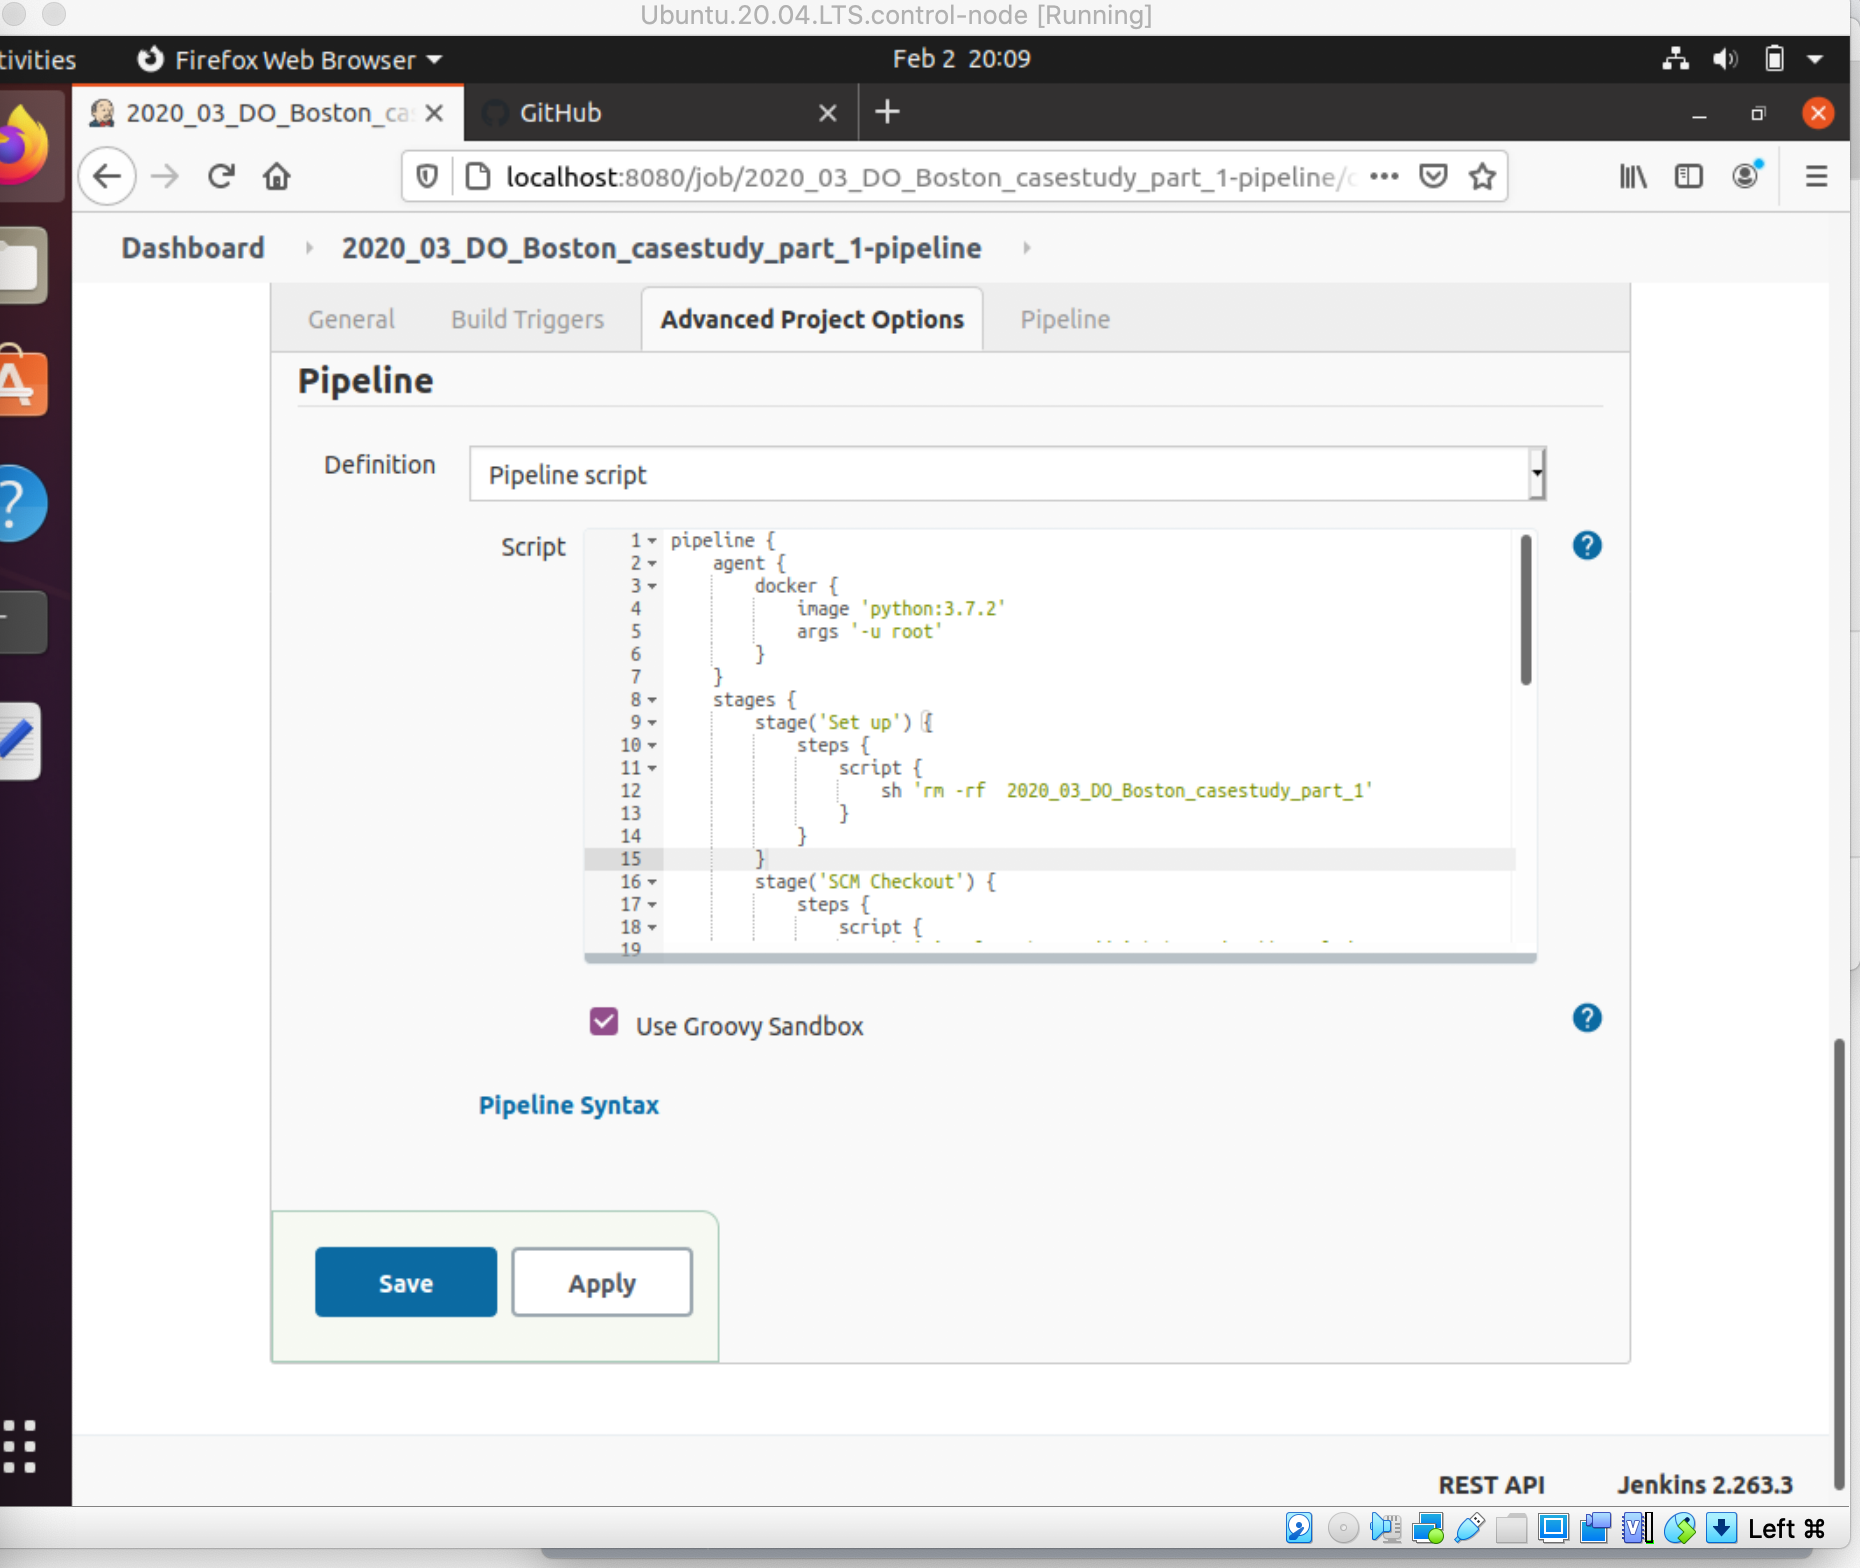 Ubuntu.20.04.LTS.control-node [Running]
tivities
Firefox Web Browser
Feb 2 20:09
2020_03_DO_Boston_ca
GitHub
localhost:8080/job/2020_03_DO_Boston_casestudy_part_1-pipeline/
Dashboard
2020_03_DO_Boston_casestudy_part_1-pipeline
General
Build Triggers
Advanced Project Options
Pipeline
Pipeline
Definition
Pipeline script
Script
1 pipeline {
2 agent {
3 docker {
4 image 'python:3.7.2'
5 args '-u root'
6 }
7 }
8 stages {
9 stage('Set up') {
10 steps {
11 script {
12 sh 'rm -rf  2020_03_DO_Boston_casestudy_part_1'
13 }
14 }
15 }
16 stage('SCM Checkout') {
17 steps {
18 script {
19
Use Groovy Sandbox
Pipeline Syntax
Save
Apply
REST API
Jenkins 2.263.3
Left ⌘